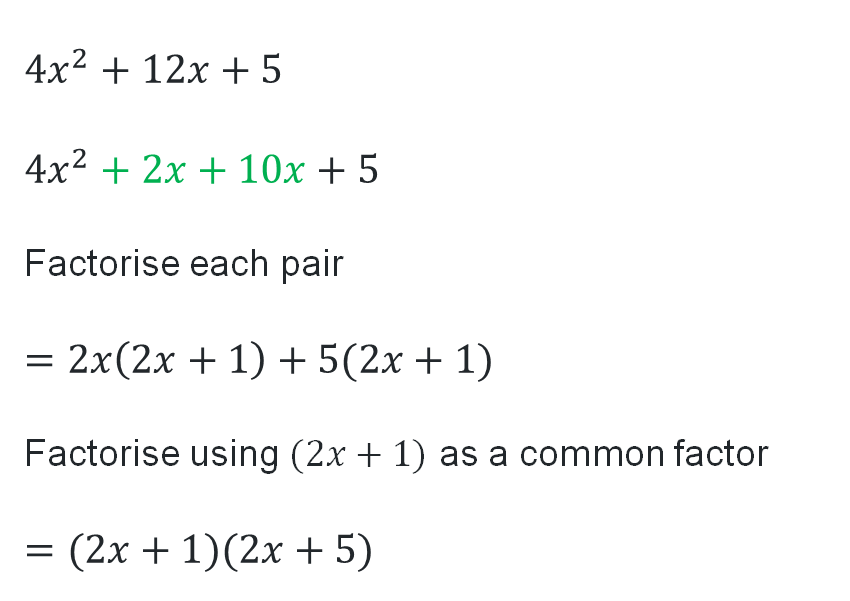 4x² + 12x + 5
4x² + 2x + 10x + 5
Factorise each pair
= 2x(2x + 1) + 5(2x + 1)
Factorise using (2x + 1) as a common factor
= (2x + 1)(2x + 5)